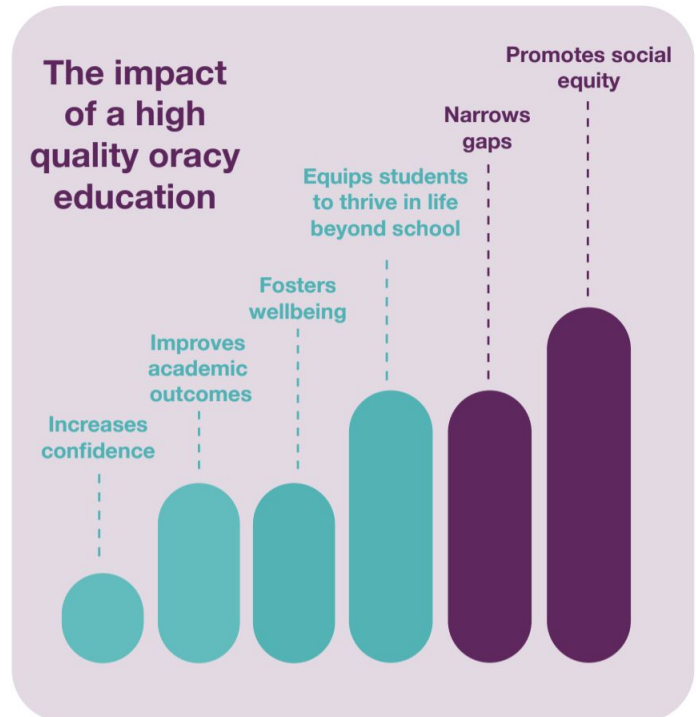 The impact
of a high
quality oracy
education
Increases
confidence
Improves
academic
outcomes
Fosters
wellbeing
Equips students
to thrive in life
beyond school
Narrows
gaps
Promotes social
equity